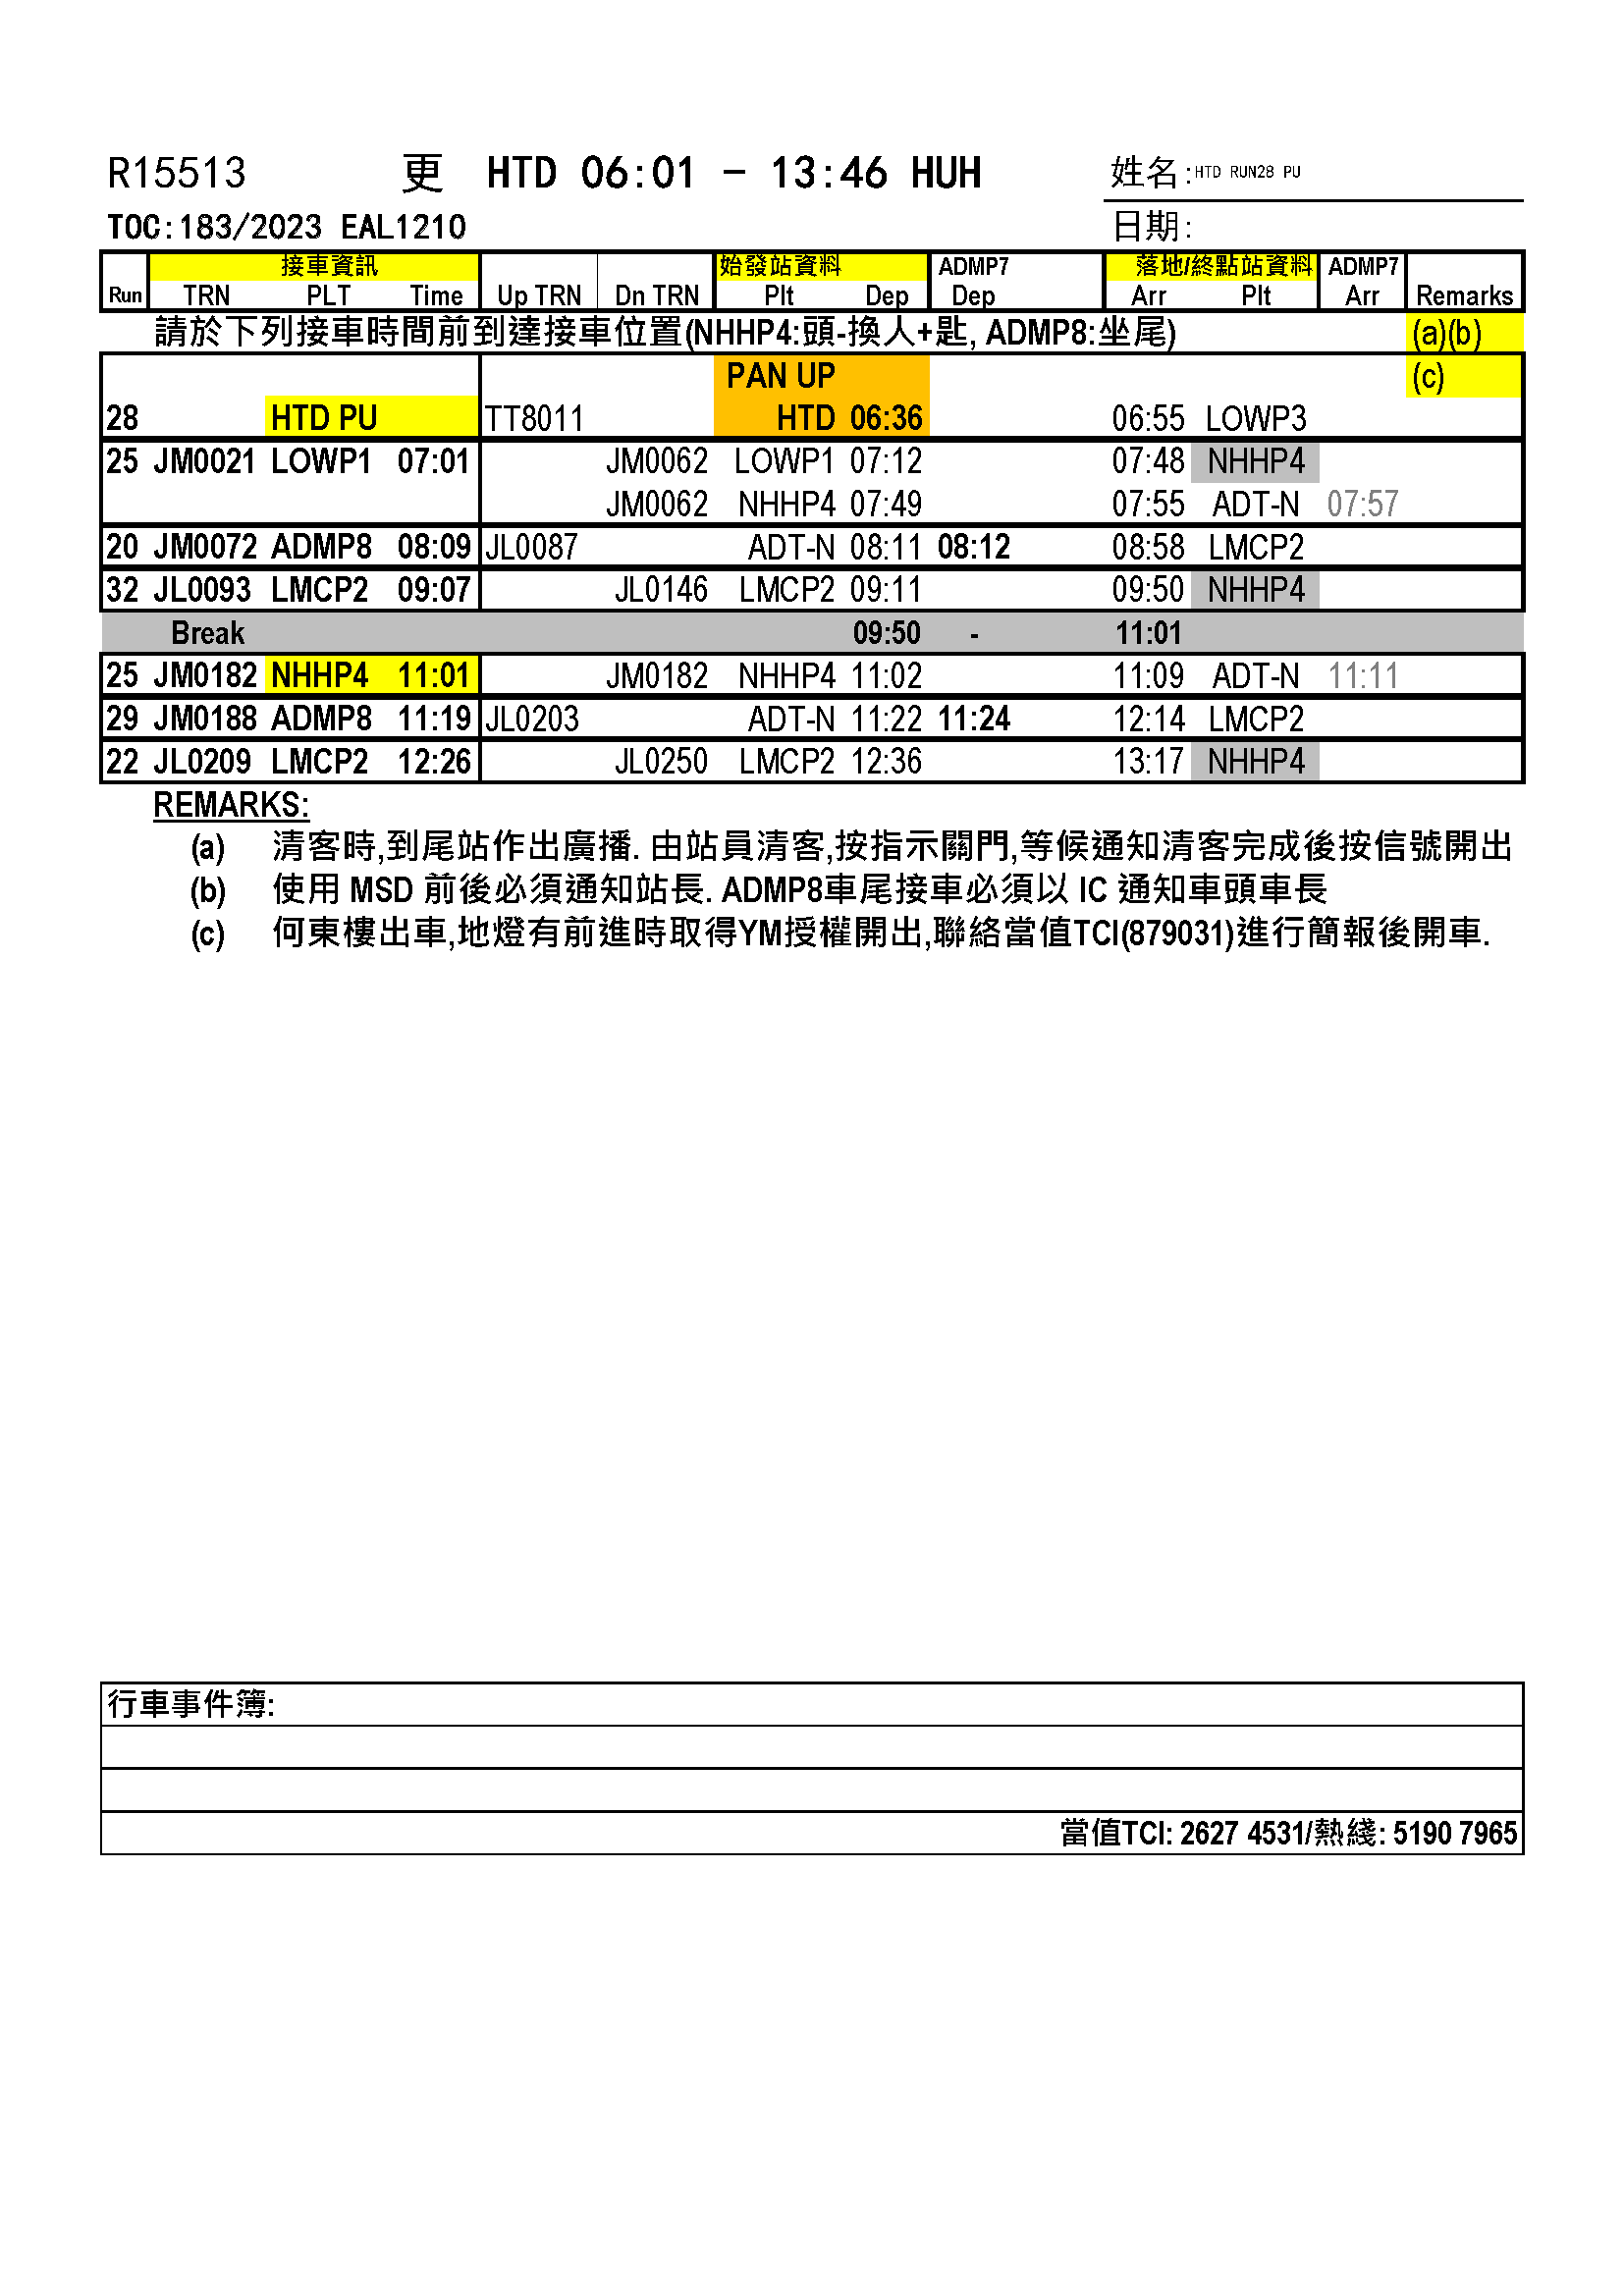 R15513 更 HTD 06:01 - 13:46 HUH 姓名:HTD RUN28 PU
TOC:183/2023 EAL1210 日期:
接車資訊 始發站資料 ADMP7 落地/終點站資料 ADMP7
Run TRN PLT Time Up TRN Dn TRN Plt Dep Dep Arr Plt Arr Remarks
請於下列接車時間前到達接車位置(NHHP4:頭-換人+匙, ADMP8:坐尾) (a)(b)
PAN UP (c)
28 HTD PU TT8011 HTD 06:36 06:55 LOWP3
25 JM0021 LOWP1 07:01 JM0062 LOWP1 07:12 07:48 NHHP4
JM0062 NHHP4 07:49 07:55 ADT-N 07:57
20 JM0072 ADMP8 08:09 JL0087 ADT-N 08:11 08:12 08:58 LMCP2
32 JL0093 LMCP2 09:07 JL0146 LMCP2 09:11 09:50 NHHP4
Break 09:50 - 11:01
25 JM0182 NHHP4 11:01 JM0182 NHHP4 11:02 11:09 ADT-N 11:11
29 JM0188 ADMP8 11:19 JL0203 ADT-N 11:22 11:24 12:14 LMCP2
22 JL0209 LMCP2 12:26 JL0250 LMCP2 12:36 13:17 NHHP4
REMARKS:
(a) 清客時,到尾站作出廣播. 由站員清客,按指示關門,等候通知清客完成後按信號開出
(b) 使用 MSD 前後必須通知站長. ADMP8車尾接車必須以 IC 通知車頭車長
(c) 何東樓出車,地燈有前進時取得YM授權開出,聯絡當值TCI(879031)進行簡報後開車.
行車事件簿:
當值TCI: 2627 4531/熱綫: 5190 7965